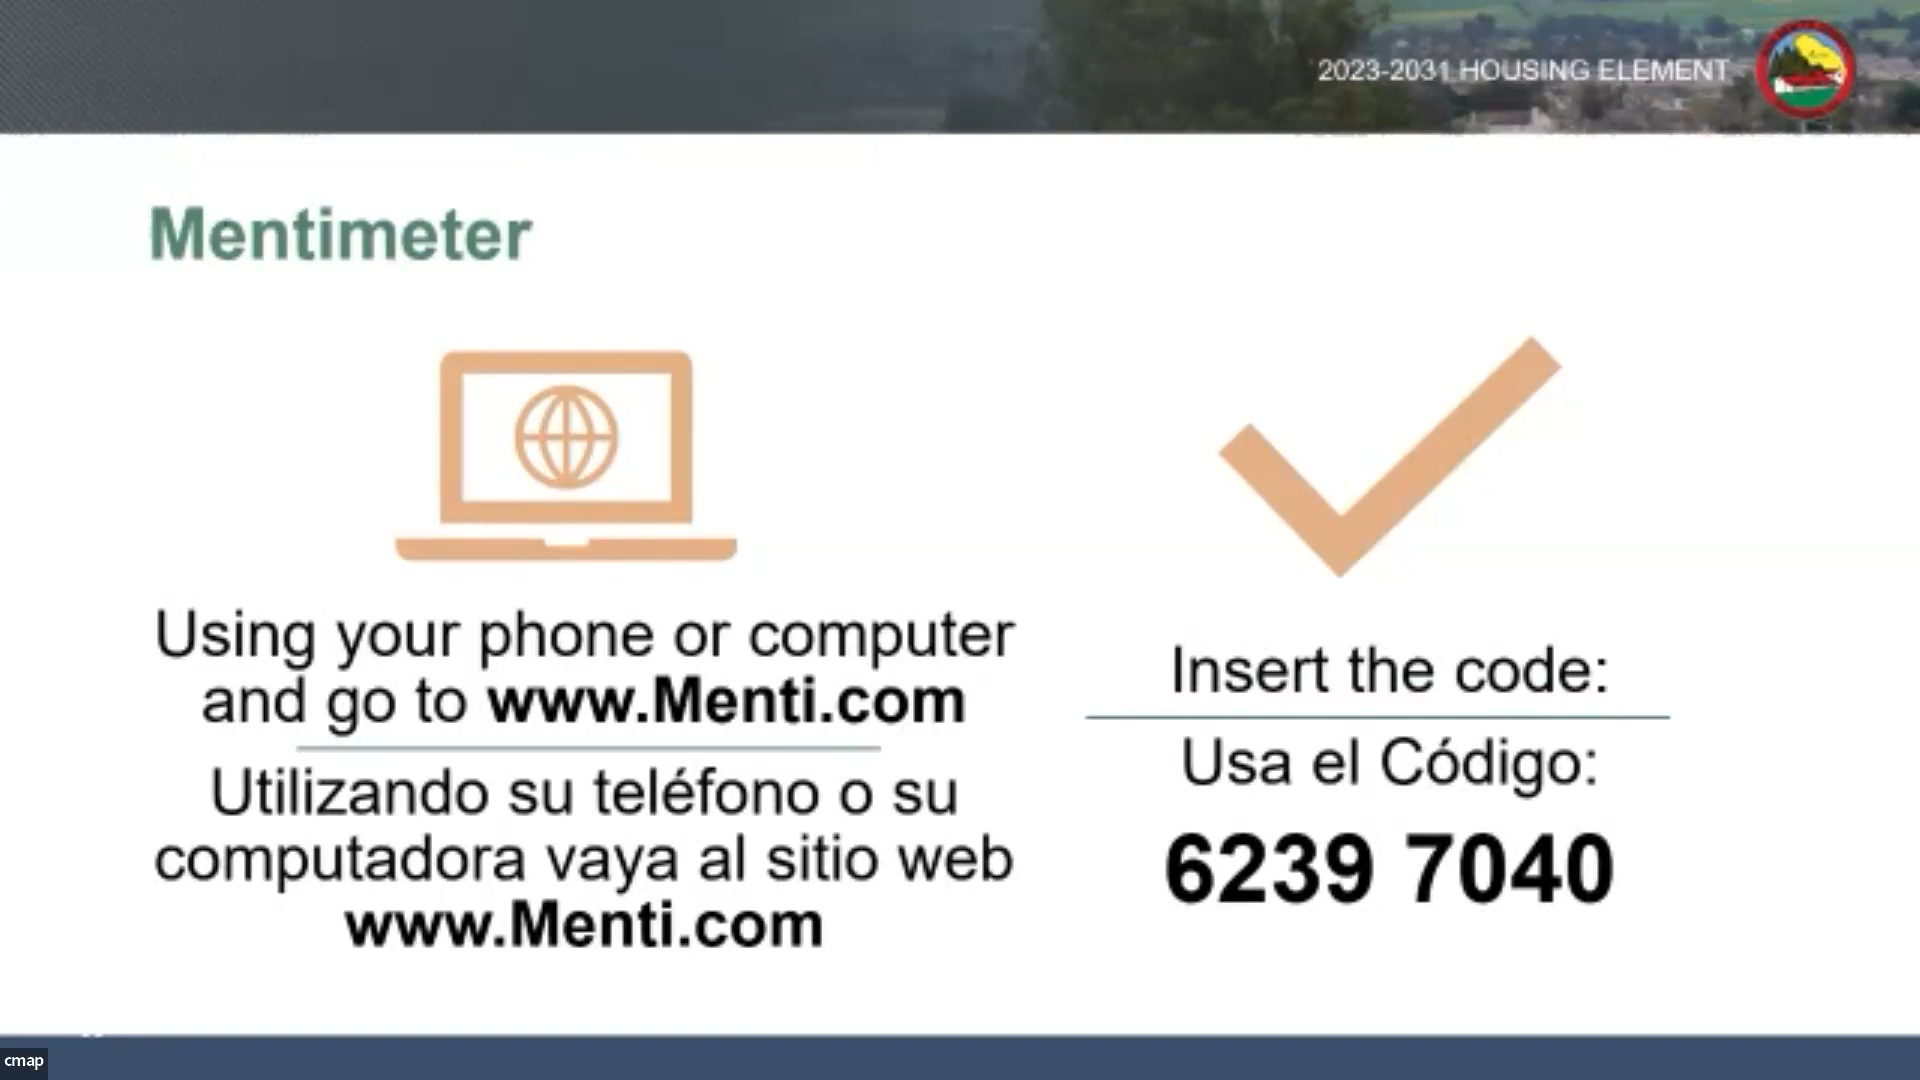 2023-2031 HOUSING ELEMENT
Mentimeter
Using your phone or computer
and go to www.Menti.com
Utilizando su teléfono o su
computadora vaya al sitio web
www.Menti.com
Insert the code:
Usa el Código:
6239 7040
cmap